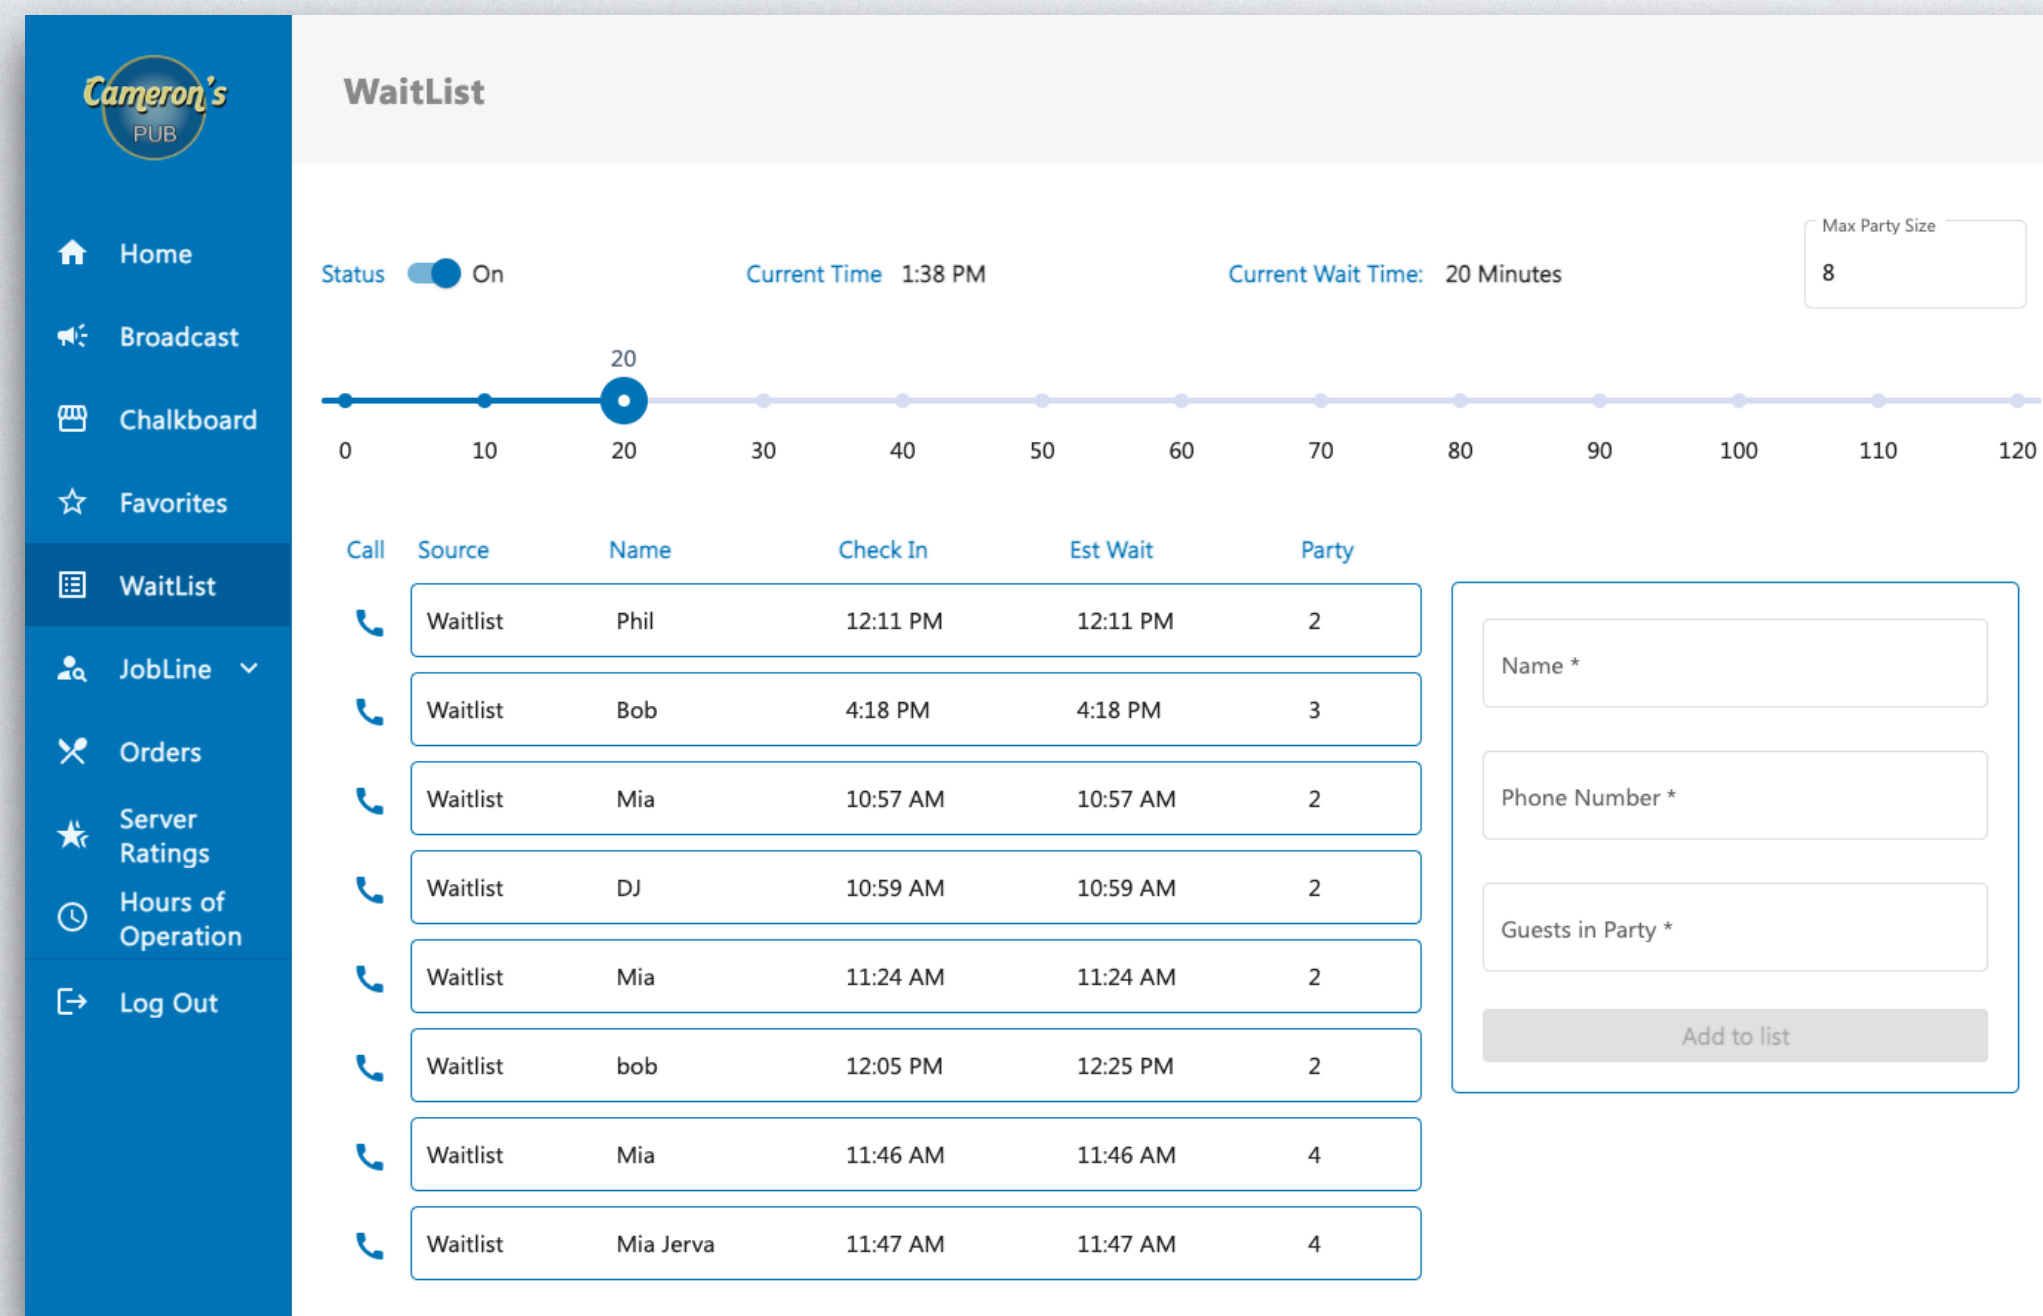 Cameron's
PUB
WaitList
Home
Broadcast
Chalkboard
Favorites
WaitList
JobLine
Orders
Server
Ratings
Hours of
Operation
Log Out
Status On Current Time 1:38 PM Current Wait Time: 20 Minutes
Max Party Size
8
20
0 10 20 30 40 50 60 70 80 90 100 110 120
Call Source Name Check In Est Wait Party
Waitlist Phil 12:11 PM 12:11 PM 2
Waitlist Bob 4:18 PM 4:18 PM 3
Waitlist Mia 10:57 AM 10:57 AM 2
Waitlist DJ 10:59 AM 10:59 AM 2
Waitlist Mia 11:24 AM 11:24 AM 2
Waitlist bob 12:05 PM 12:25 PM 2
Waitlist Mia 11:46 AM 11:46 AM 4
Waitlist Mia Jerva 11:47 AM 11:47 AM 4
Name *
Phone Number *
Guests in Party *
Add to list